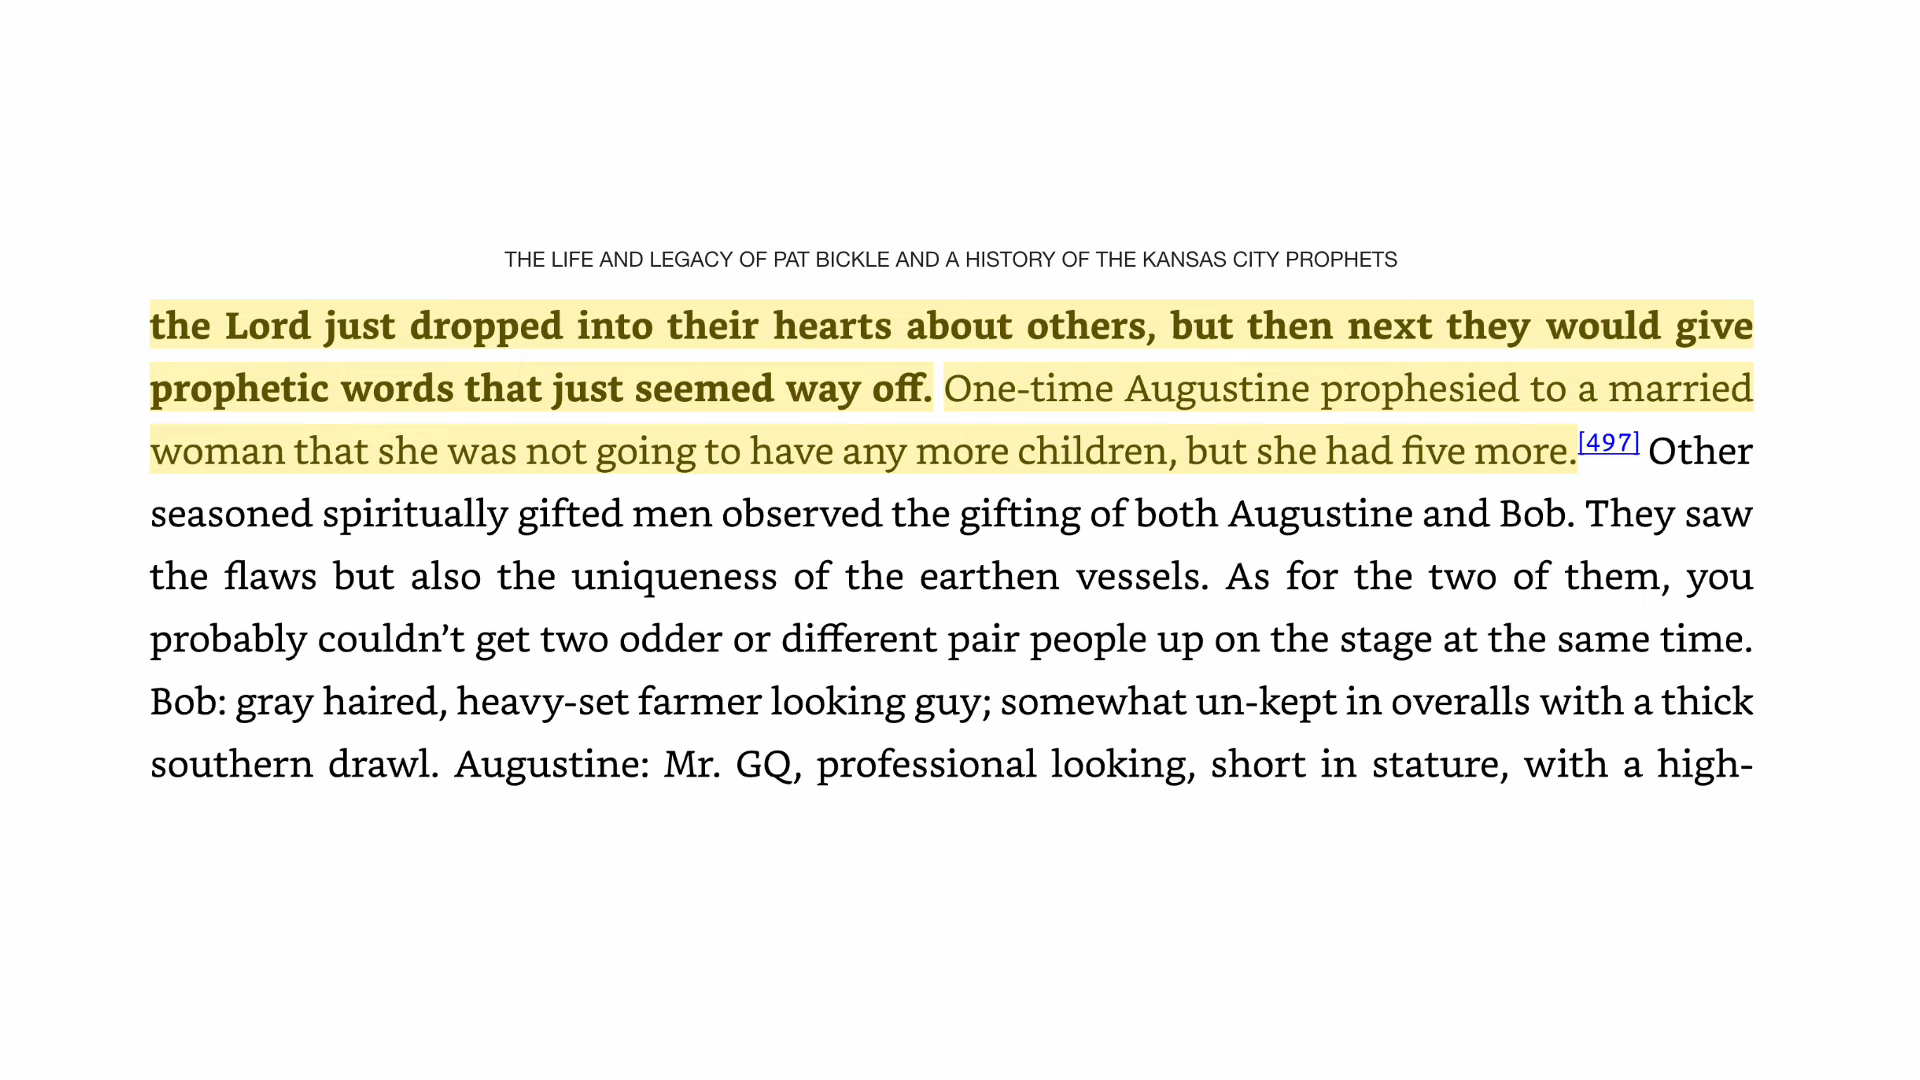 THE LIFE AND LEGACY OF PAT BICKLE AND A HISTORY OF THE KANSAS CITY PROPHETS
the Lord just dropped into their hearts about others, but then next they would give
prophetic words that just seemed way off. One-time Augustine prophesied to a married
woman that she was not going to have any more children, but she had five more.[497] Other
seasoned spiritually gifted men observed the gifting of both Augustine and Bob. They saw
the flaws but also the uniqueness of the earthen vessels. As for the two of them, you
probably couldn’t get two odder or different pair people up on the stage at the same time.
Bob: gray haired, heavy-set farmer looking guy; somewhat un-kept in overalls with a thick
southern drawl. Augustine: Mr. GQ, professional looking, short in stature, with a high-